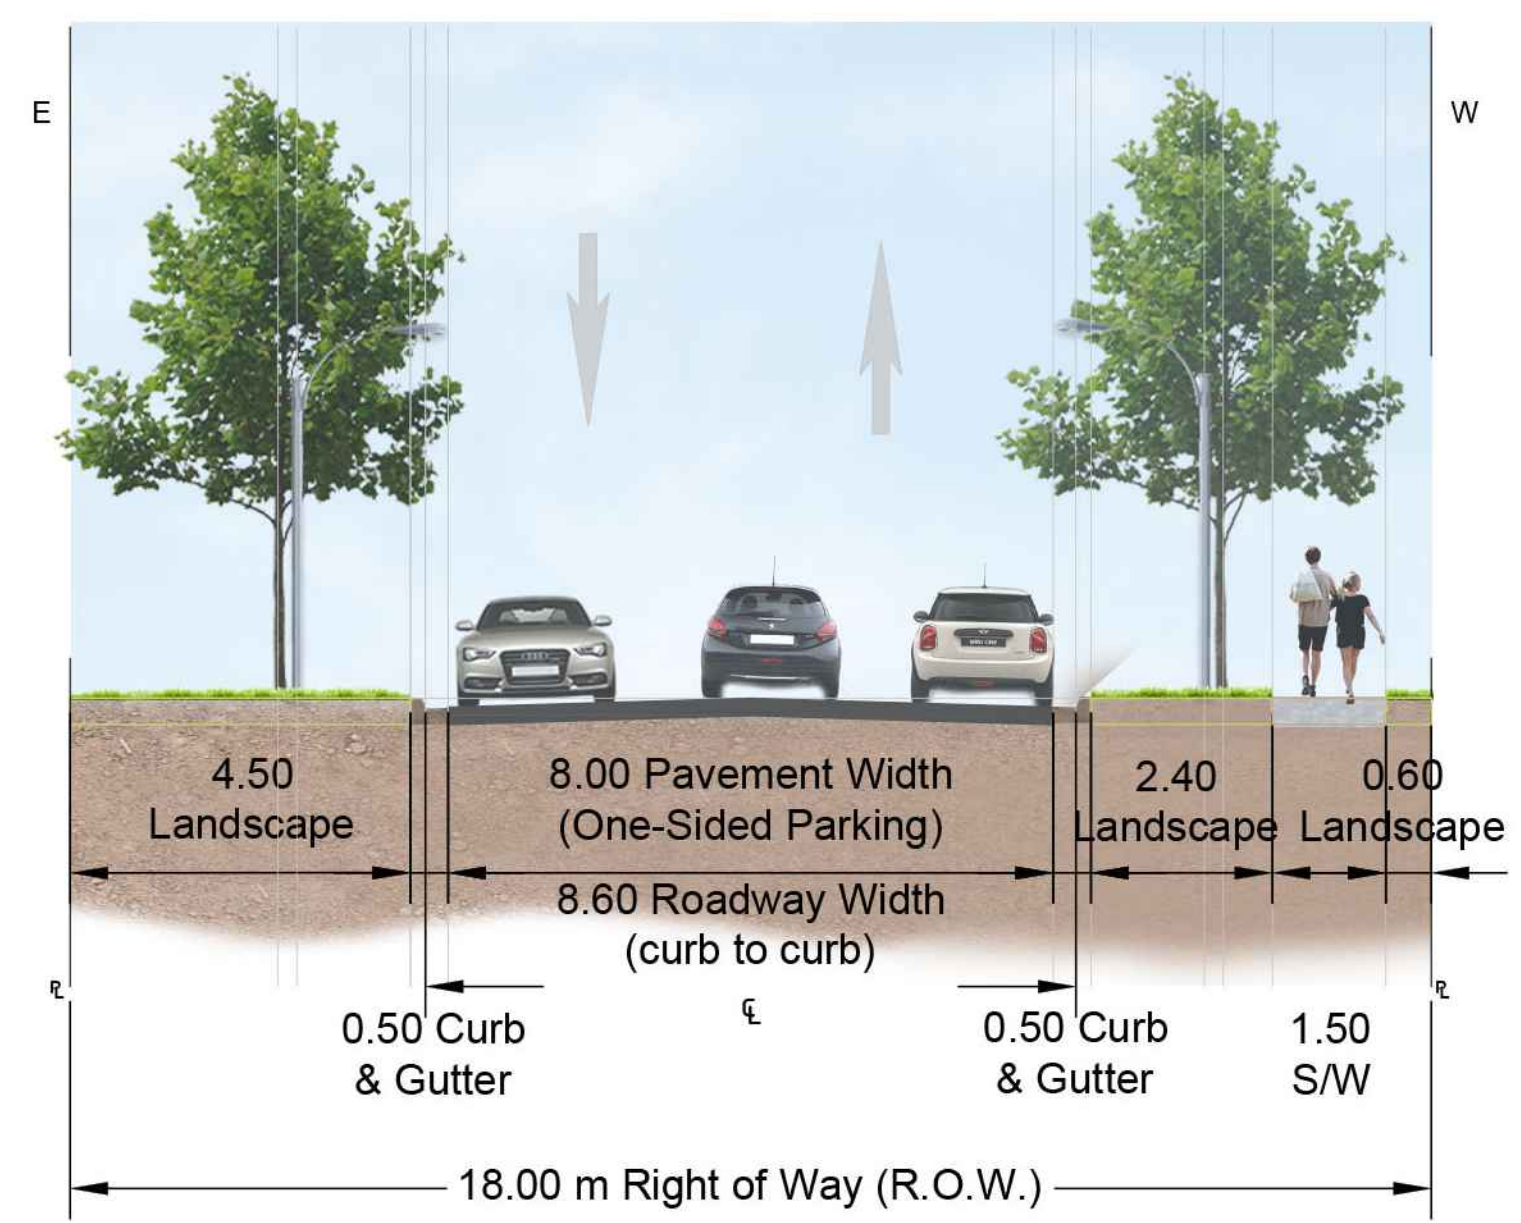 E
W
4.50
Landscape
8.00 Pavement Width
(One-Sided Parking)
2.40
Landscape
0.60
Landscape
8.60 Roadway Width
(curb to curb)
℄
0.50 Curb
& Gutter
0.50 Curb
& Gutter
1.50
S/W
PL
PL
18.00 m Right of Way (R.O.W.)